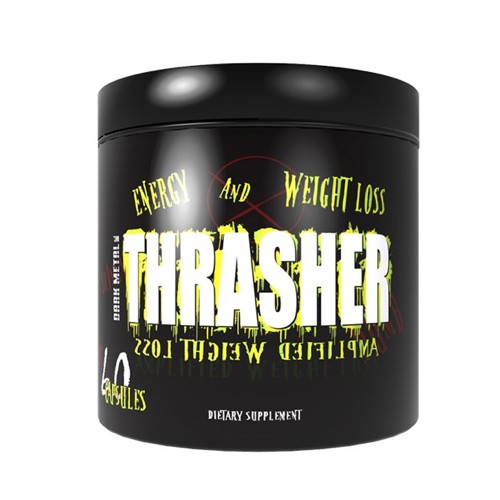 ENERGY AND WEIGHT LOSS
DARK METAL
THRASHER
AMPLIFIED WEIGHT LOSS
60
CAPSULES
DIETARY SUPPLEMENT